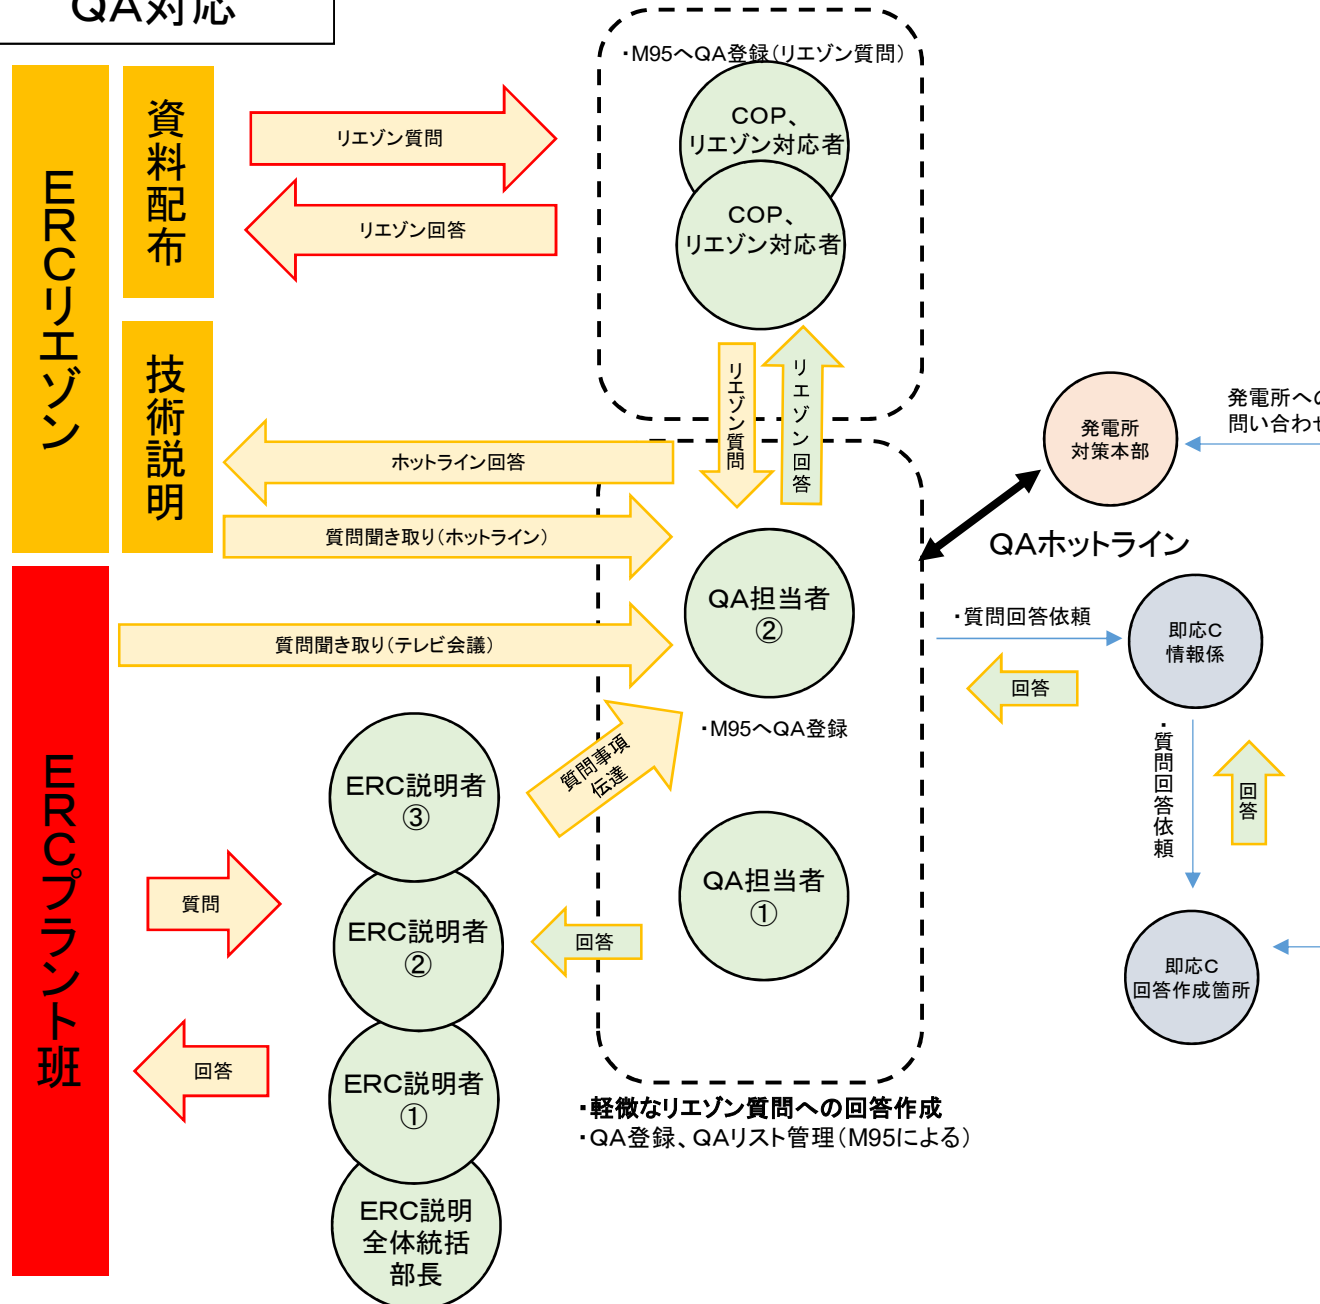 QA対応
・M95へQA登録（リエゾン質問）
ERCリエゾン
資料配布
リエゾン質問
リエゾン回答
COP、
リエゾン対応者
COP、
リエゾン対応者
技術説明
リエゾン質問
リエゾン回答
ホットライン回答
質問聞き取り（ホットライン）
発電所
対策本部
発電所への
問い合わせ
QAホットライン
ERCプラント班
質問聞き取り（テレビ会議）
QA担当者
②
・M95へQA登録
・質問回答依頼
回答
即応C
情報係
・質問回答依頼
回答
質問事項
伝達
ERC説明者
③
質問
ERC説明者
②
回答
QA担当者
①
即応C
回答作成箇所
回答
ERC説明者
①
・軽微なリエゾン質問への回答作成
・QA登録、QAリスト管理（M95による）
ERC説明
全体統括
部長